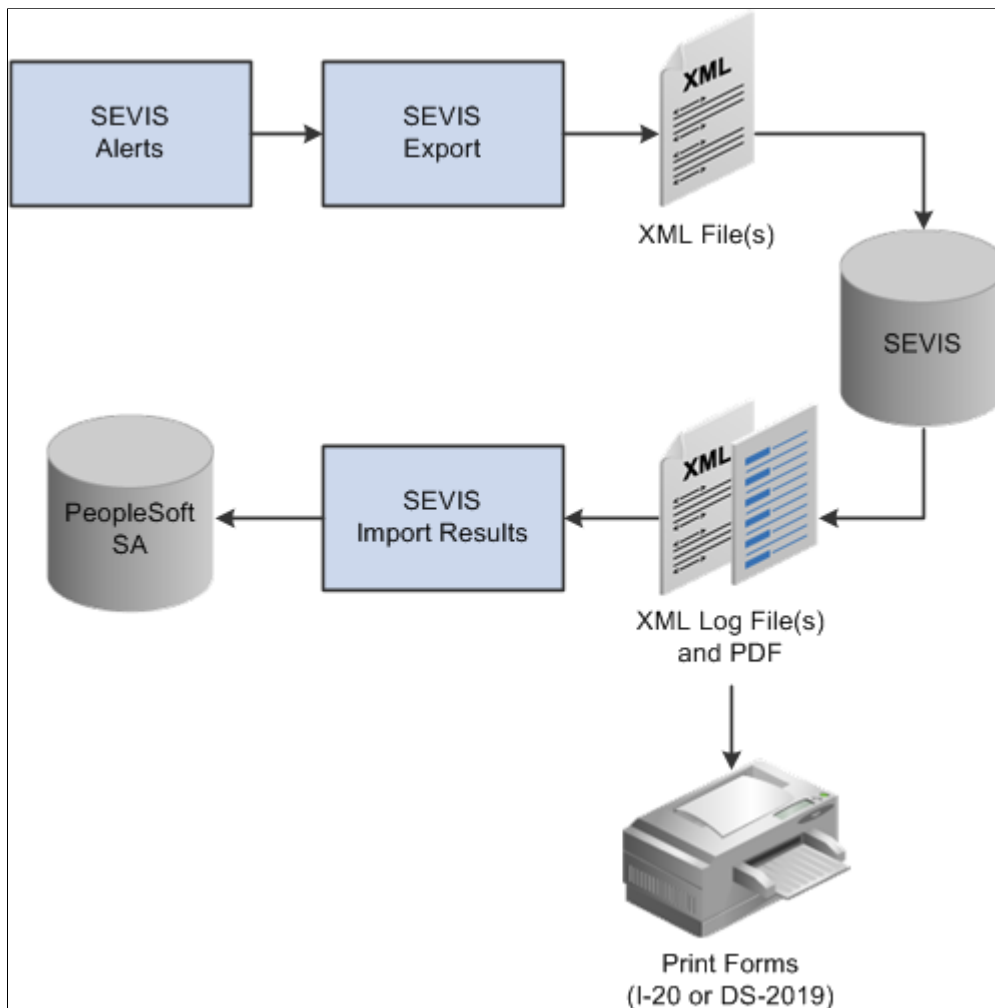 SEVIS
Alerts
SEVIS
Export
XML
XML File(s)
SEVIS
PeopleSoft
SA
SEVIS
Import Results
XML
XML Log File(s)
and PDF
Print Forms
(I-20 or DS-2019)